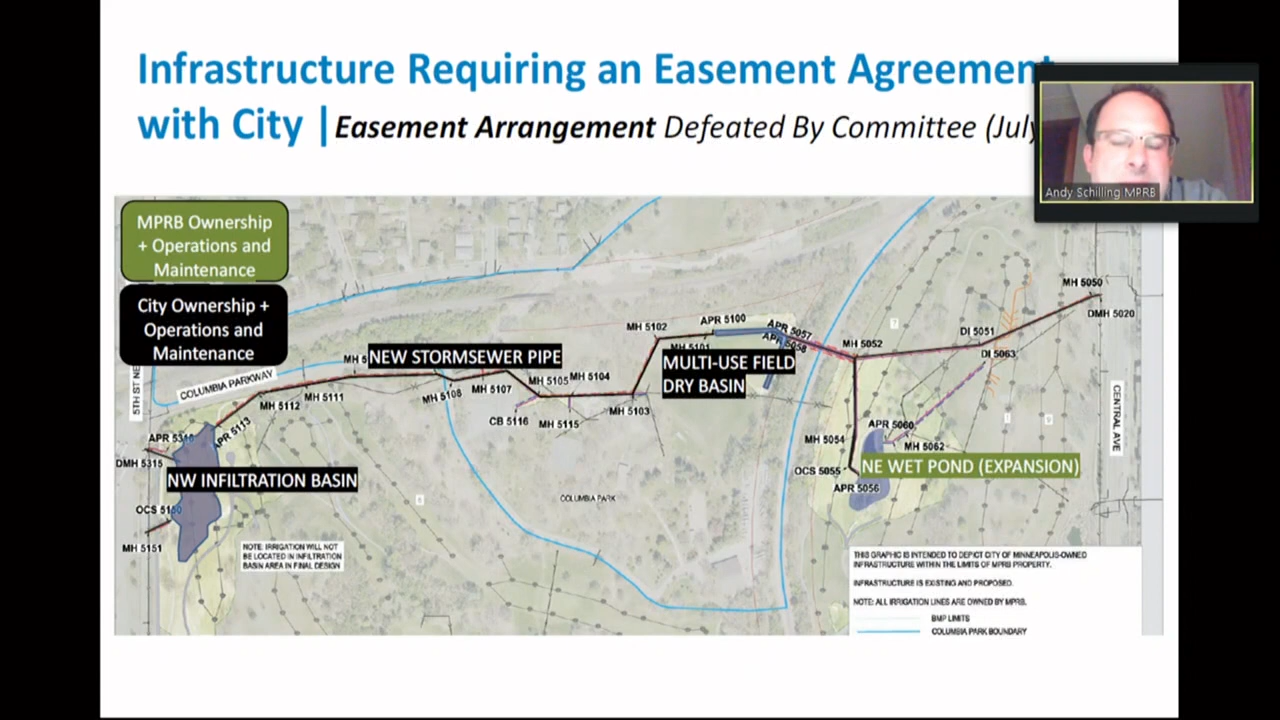 Infrastructure Requiring an Easement Agreement
with City | Easement Arrangement Defeated By Committee (July
Andy Schilling MPRB
MPRB Ownership
+ Operations and
Maintenance
City Ownership +
Operations and
Maintenance
MH 5050
DMH 5020
MH 5102
APR 5100
APR 5057
APR 5058
DI 5051
MH 5101
MH 5052
DI 5063
NEW STORMSEWER PIPE
MULTI-USE FIELD
DRY BASIN
5TH ST NE
COLUMBIA PARKWAY
MH 5112
MH 5111
MH 5106
MH 5107
MH 5105
MH 5104
MH 5103
CB 5116
MH 5115
CENTRAL AVE
APR 5113
DMH 5315
NW INFILTRATION BASIN
OCS 5150
MH 5151
MH 5054
APR 5060
MH 5062
OCS 5055
NE WET POND (EXPANSION)
APR 5056
COLUMBIA PARK
NOTE: IRRIGATION WILL NOT
BE LOCATED IN INFILTRATION
BASIN AREA IN FINAL DESIGN
THIS GRAPHIC IS INTENDED TO DEPICT CITY OF MINNEAPOLIS-OWNED
INFRASTRUCTURE WITHIN THE LIMITS OF MPRB PROPERTY.
INFRASTRUCTURE IS EXISTING AND PROPOSED.
NOTE: ALL IRRIGATION LINES ARE OWNED BY MPRB.
BMP LIMITS
COLUMBIA PARK BOUNDARY